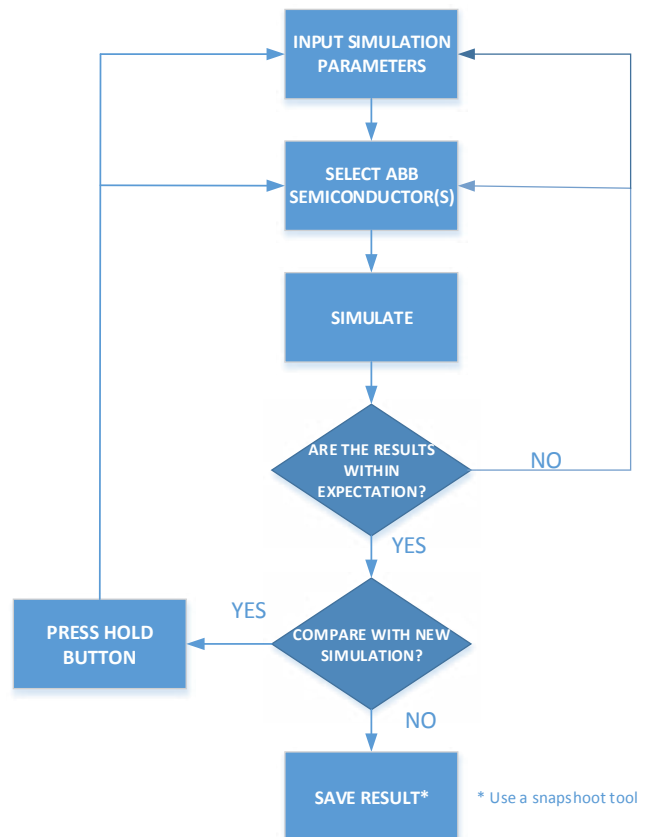 INPUT SIMULATION
PARAMETERS
SELECT ABB
SEMICONDUCTOR(S)
SIMULATE
ARE THE RESULTS
WITHIN
EXPECTATION?
NO
YES
COMPARE WITH NEW
SIMULATION?
YES
PRESS HOLD
BUTTON
NO
SAVE RESULT*
* Use a snapshoot tool